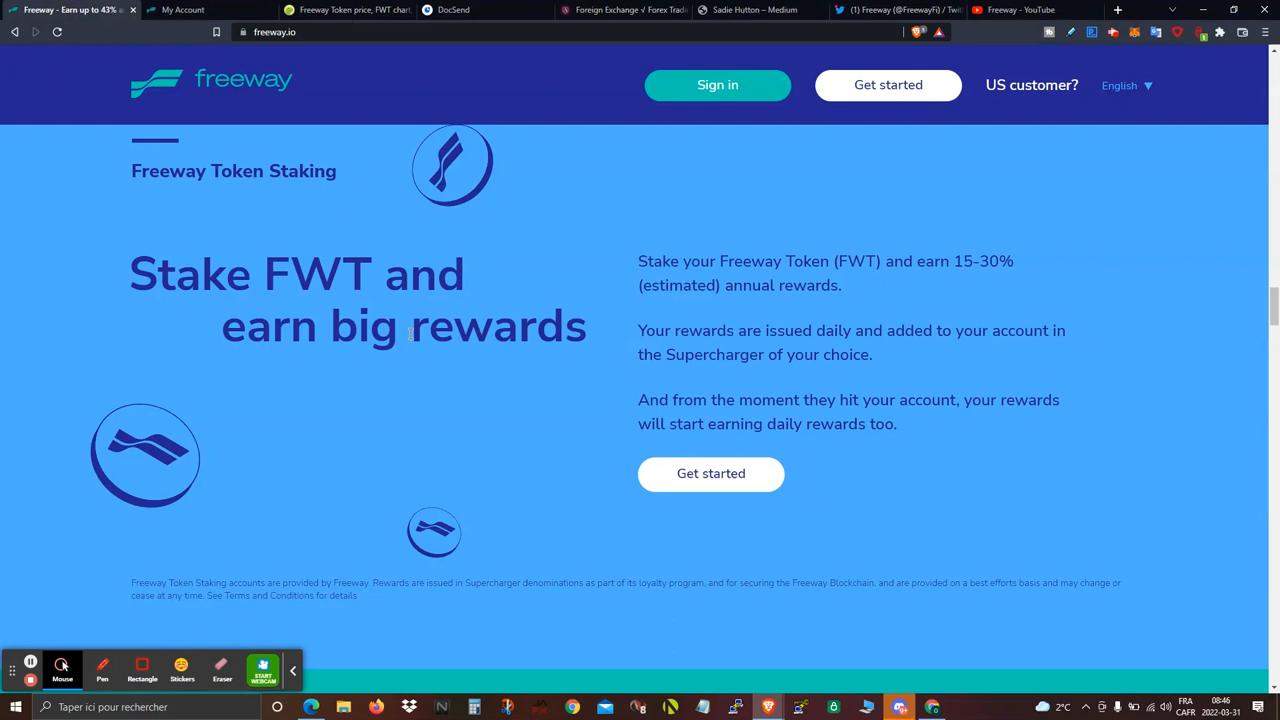 Freeway - Earn up to 43% a
My Account
Freeway Token price, FWT chart,
DocSend
Foreign Exchange √ Forex Tradi
Sadie Hutton – Medium
(1) Freeway (@FreewayFi) / Twit
Freeway - YouTube
freeway.io
freeway
Sign in
Get started
US customer?
English
Freeway Token Staking
Stake FWT and
earn big rewards
Stake your Freeway Token (FWT) and earn 15-30%
(estimated) annual rewards.
Your rewards are issued daily and added to your account in
the Supercharger of your choice.
And from the moment they hit your account, your rewards
will start earning daily rewards too.
Get started
Freeway Token Staking accounts are provided by Freeway. Rewards are issued in Supercharger denominations as part of its loyalty program, and for securing the Freeway Blockchain, and are provided on a best efforts basis and may change or
cease at any time. See Terms and Conditions for details
Mouse
Pen
Rectangle
Stickers
Eraser
START
WEBCAM
Taper ici pour rechercher
2°C
FRA
CAFR
08:46
2022-03-31